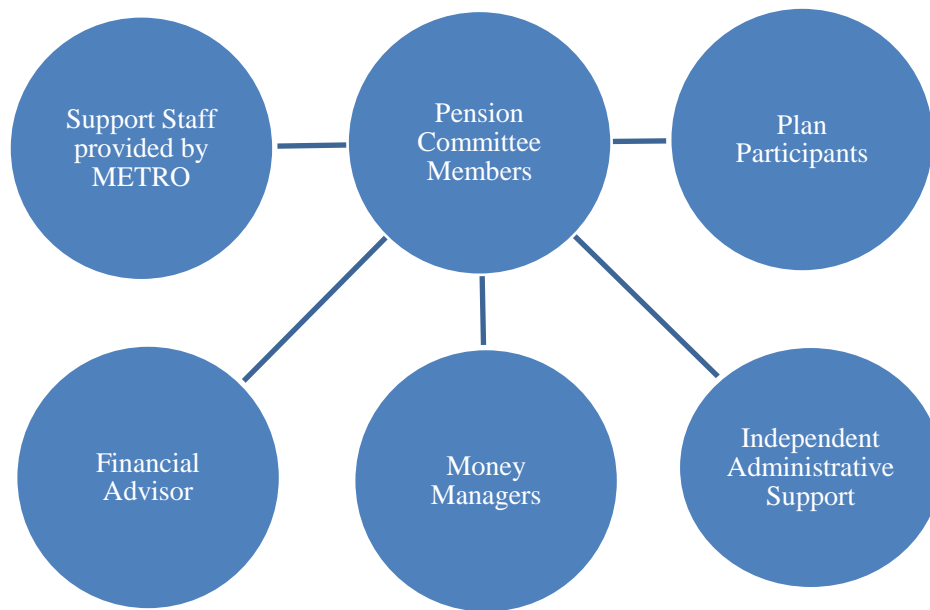 Support Staff
provided by
METRO
Pension
Committee
Members
Plan
Participants
Financial
Advisor
Money
Managers
Independent
Administrative
Support